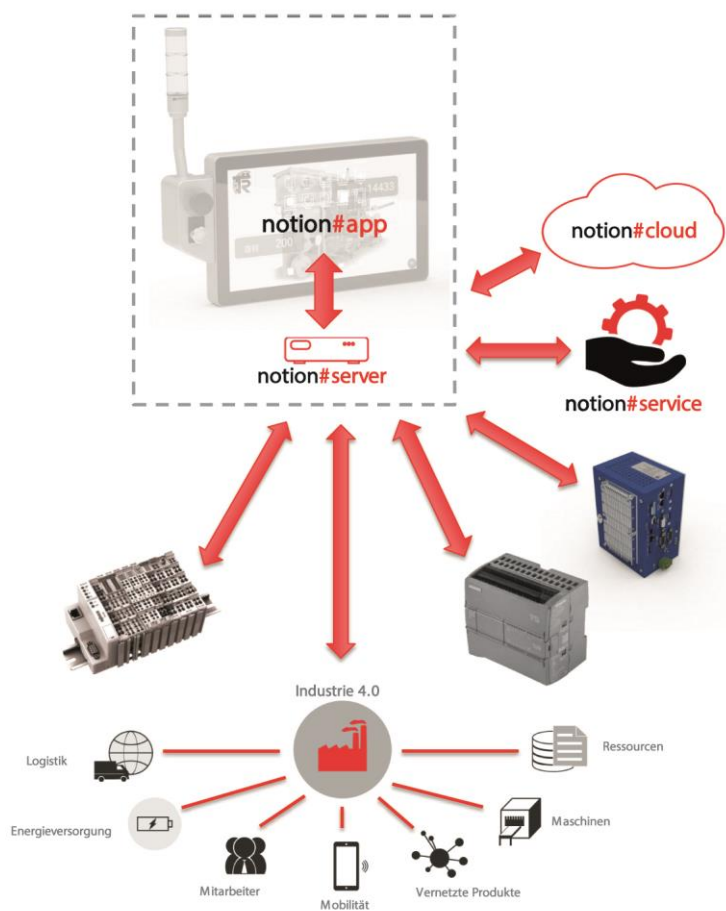 14433
notion#app
200
notion#cloud
notion#server
notion#service
Industrie 4.0
Logistik
Ressourcen
Energieversorgung
Maschinen
Mitarbeiter
Vernetzte Produkte
Mobilität